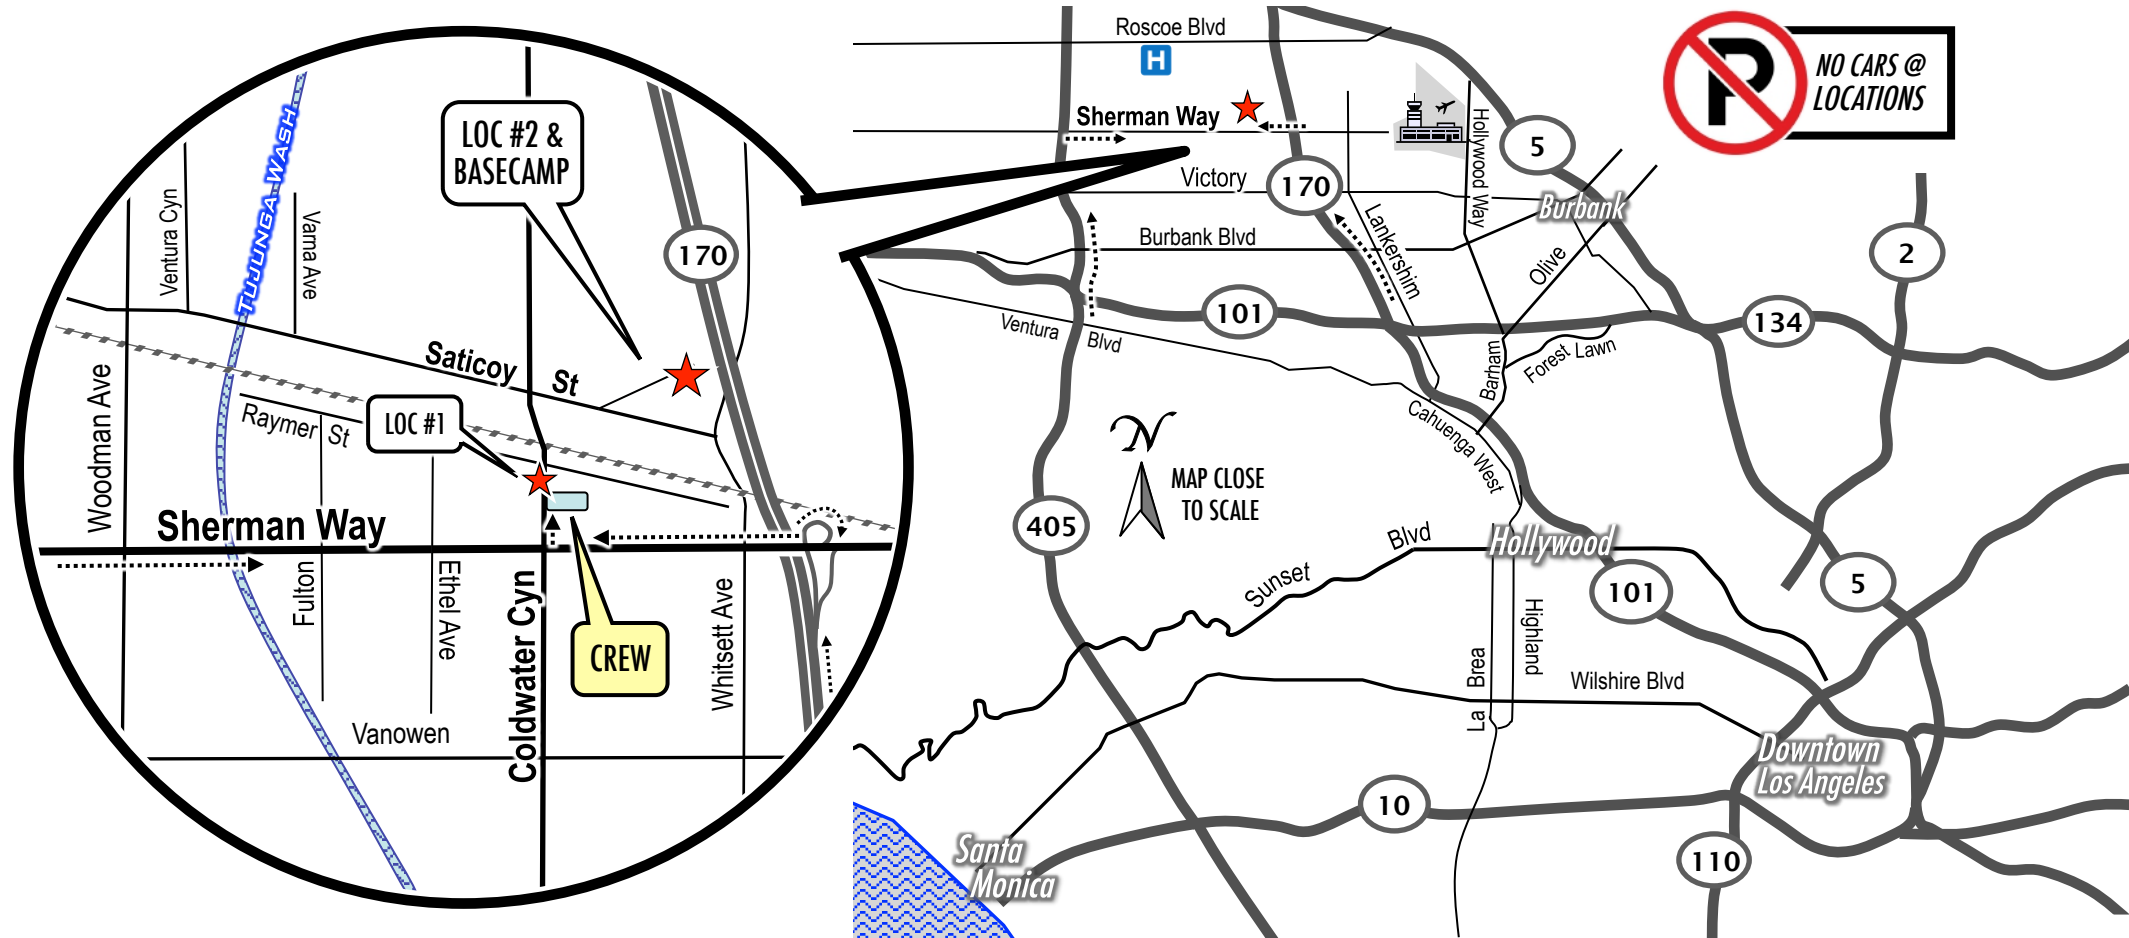 LOC #2 &
BASECAMP
TUJUNGA WASH
Ventura Cyn
Varna Ave
170
Saticoy St
Woodman Ave
Raymer St
LOC #1
Sherman Way
Fulton
Ethel Ave
Coldwater Cyn
CREW
Whitsett Ave
Vanowen
Roscoe Blvd
H
Sherman Way
Hollywood Way
5
P
NO CARS @
LOCATIONS
Victory
170
Lankershim
Burbank
Burbank Blvd
Olive
2
101
134
Ventura Blvd
Barham
Forest Lawn
Cahuenga West
N
MAP CLOSE
TO SCALE
405
Sunset Blvd
Hollywood
101
5
Highland
La Brea
Wilshire Blvd
Downtown
Los Angeles
10
Santa
Monica
110